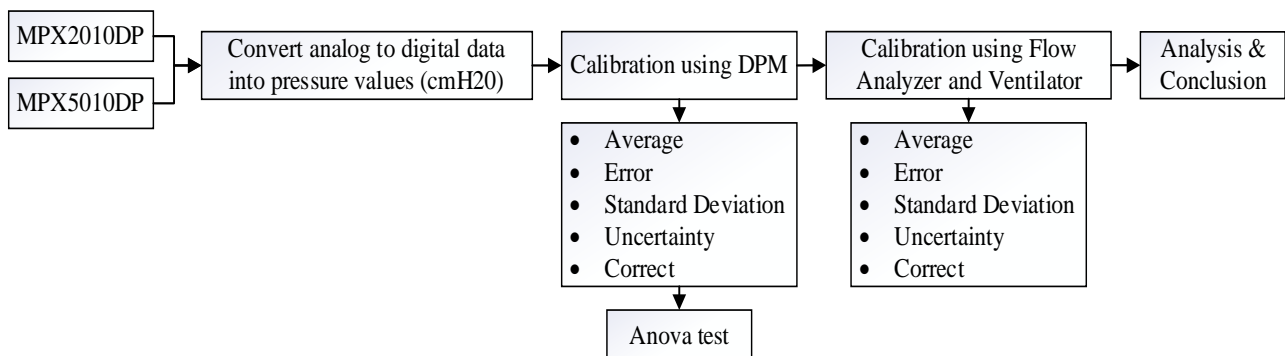 MPX2010DP
MPX5010DP
Convert analog to digital data
into pressure values (cmH20)
Calibration using DPM
Calibration using Flow
Analyzer and Ventilator
Analysis &
Conclusion
• Average
• Error
• Standard Deviation
• Uncertainty
• Correct
• Average
• Error
• Standard Deviation
• Uncertainty
• Correct
Anova test